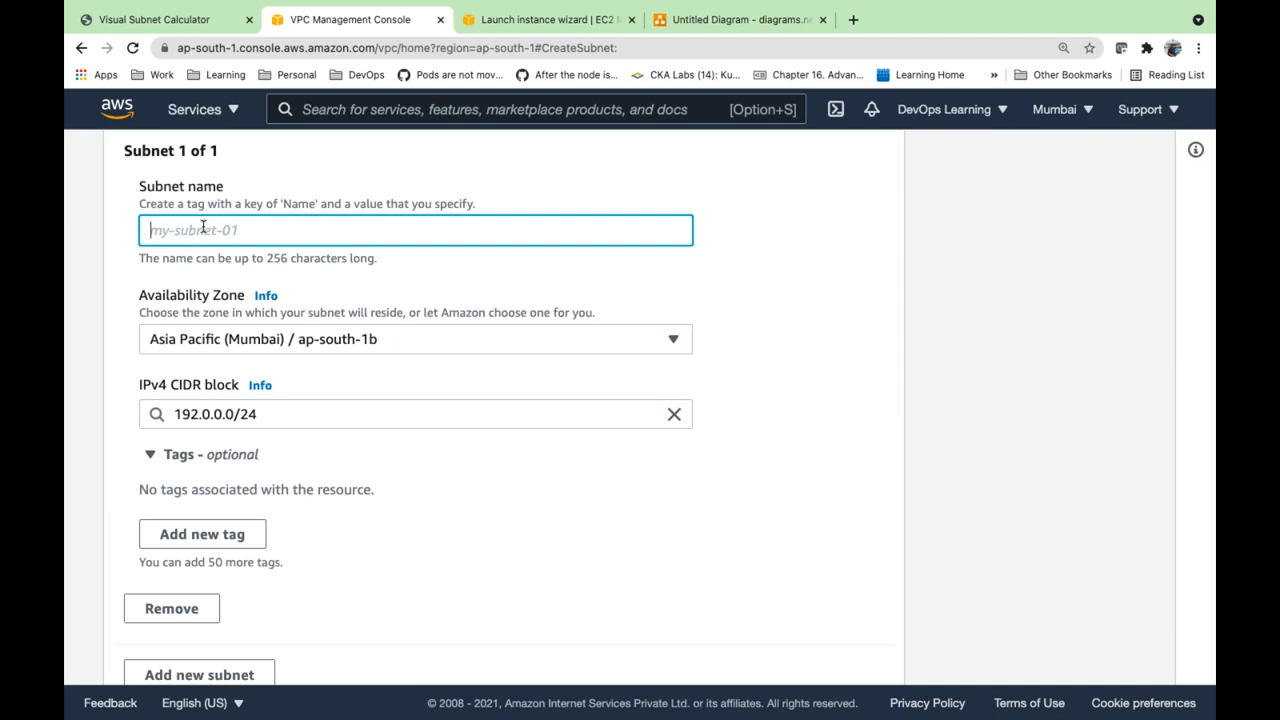 Visual Subnet Calculator
VPC Management Console
Launch instance wizard | EC2
Untitled Diagram - diagrams.ne
ap-south-1.console.aws.amazon.com/vpc/home?region=ap-south-1#CreateSubnet:
Apps
Work
Learning
Personal
DevOps
Pods are not mov...
After the node is...
CKA Labs (14): Ku...
Chapter 16. Advan...
Learning Home
»
Other Bookmarks
Reading List
aws
Services
Search for services, features, marketplace products, and docs
[Option+S]
DevOps Learning
Mumbai
Support
Subnet 1 of 1
Subnet name
Create a tag with a key of 'Name' and a value that you specify.
my-subnet-01
The name can be up to 256 characters long.
Availability Zone Info
Choose the zone in which your subnet will reside, or let Amazon choose one for you.
Asia Pacific (Mumbai) / ap-south-1b
IPv4 CIDR block Info
192.0.0.0/24
Tags - optional
No tags associated with the resource.
Add new tag
You can add 50 more tags.
Remove
Add new subnet
Feedback
English (US)
© 2008 - 2021, Amazon Internet Services Private Ltd. or its affiliates. All rights reserved.
Privacy Policy
Terms of Use
Cookie preferences